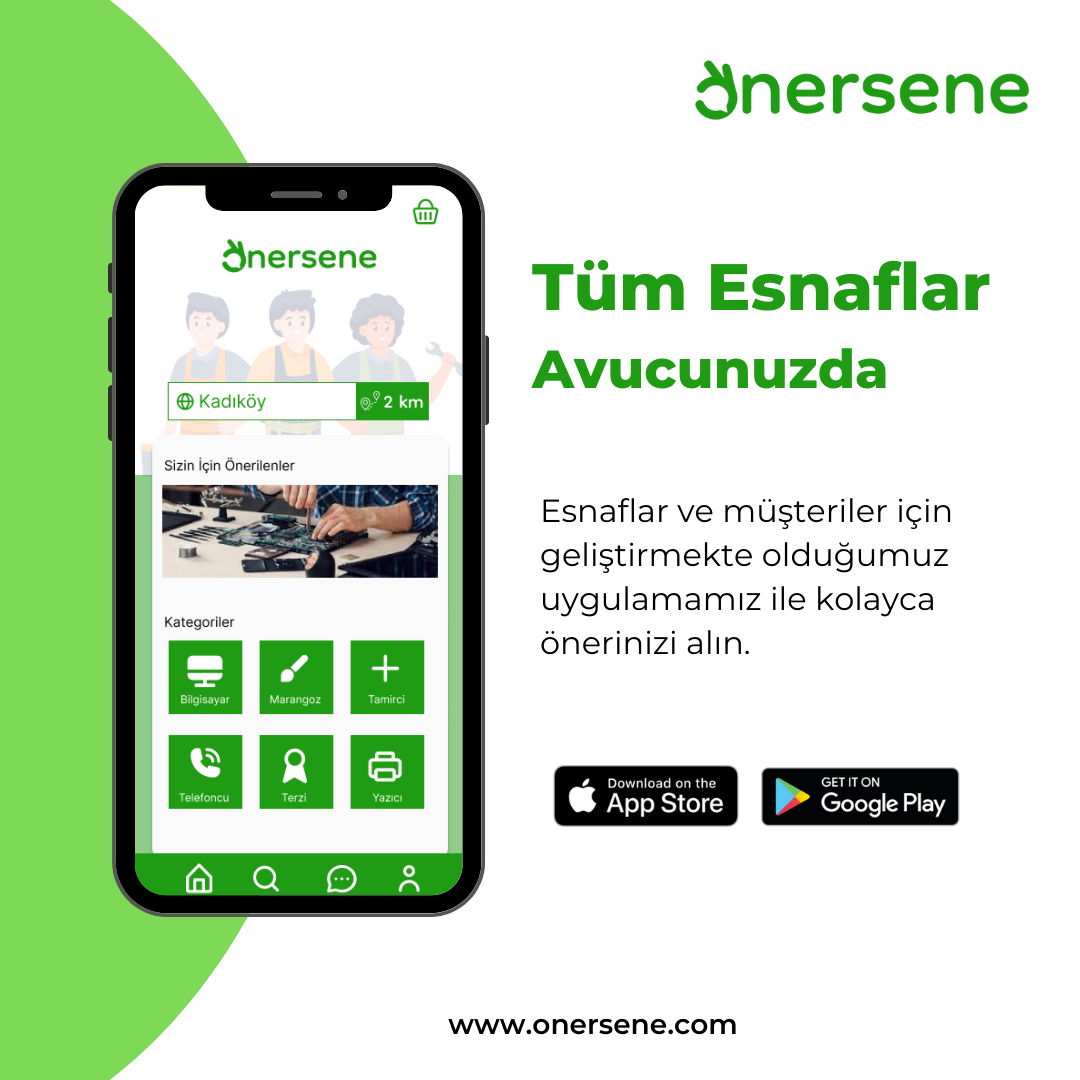 önersene
önersene
Kadıköy
2 km
Sizin İçin Önerilenler
Kategoriler
Bilgisayar
Marangoz
Tamirci
Telefoncu
Terzi
Yazıcı
Tüm Esnaflar
Avucunuzda
Esnaflar ve müşteriler için
geliştirmekte olduğumuz
uygulamamız ile kolayca
önerinizi alın.
Download on the
App Store
GET IT ON
Google Play
www.onersene.com